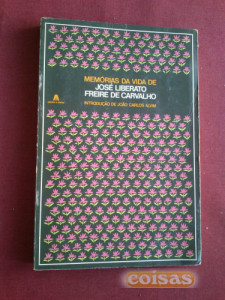 MEMÓRIAS DA VIDA DE
JOSÉ LIBERATO
FREIRE DE CARVALHO
INTRODUÇÃO DE JOÃO CARLOS ALVIM
coisas